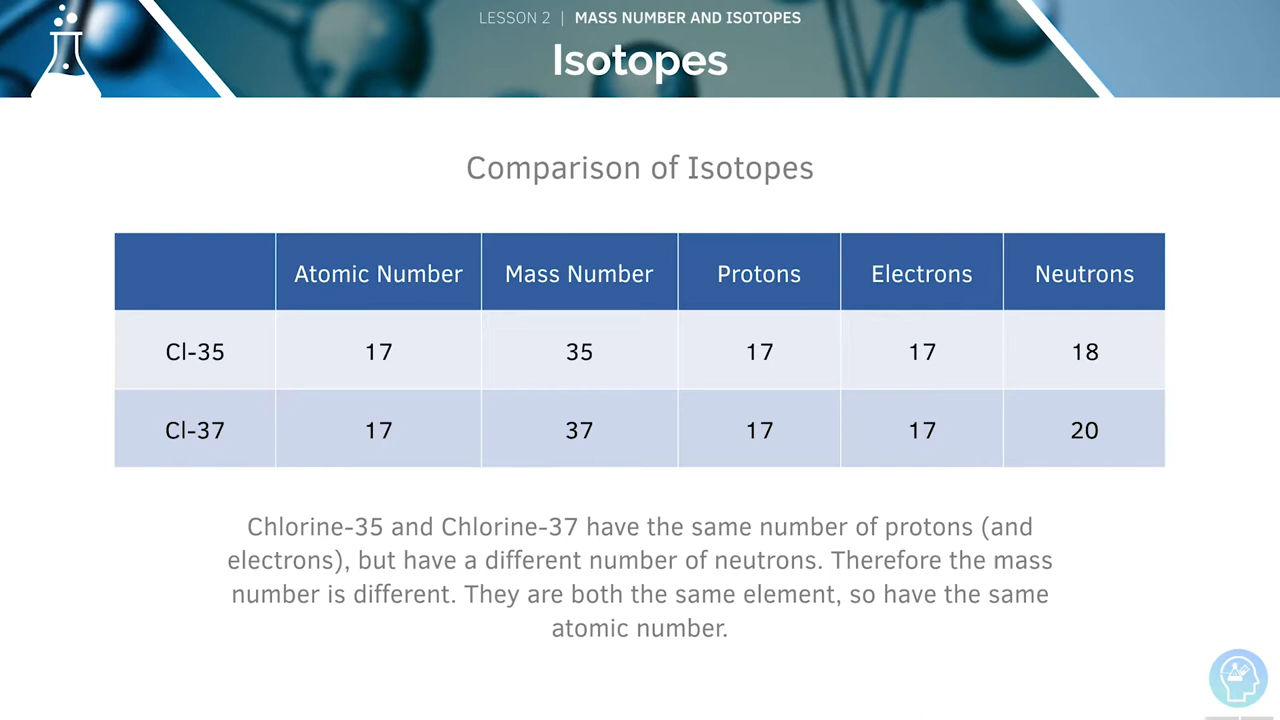 LESSON 2 | MASS NUMBER AND ISOTOPES
Isotopes
Comparison of Isotopes
Atomic Number Mass Number Protons Electrons Neutrons
Cl-35 17 35 17 17 18
Cl-37 17 37 17 17 20
Chlorine-35 and Chlorine-37 have the same number of protons (and
electrons), but have a different number of neutrons. Therefore the mass
number is different. They are both the same element, so have the same
atomic number.